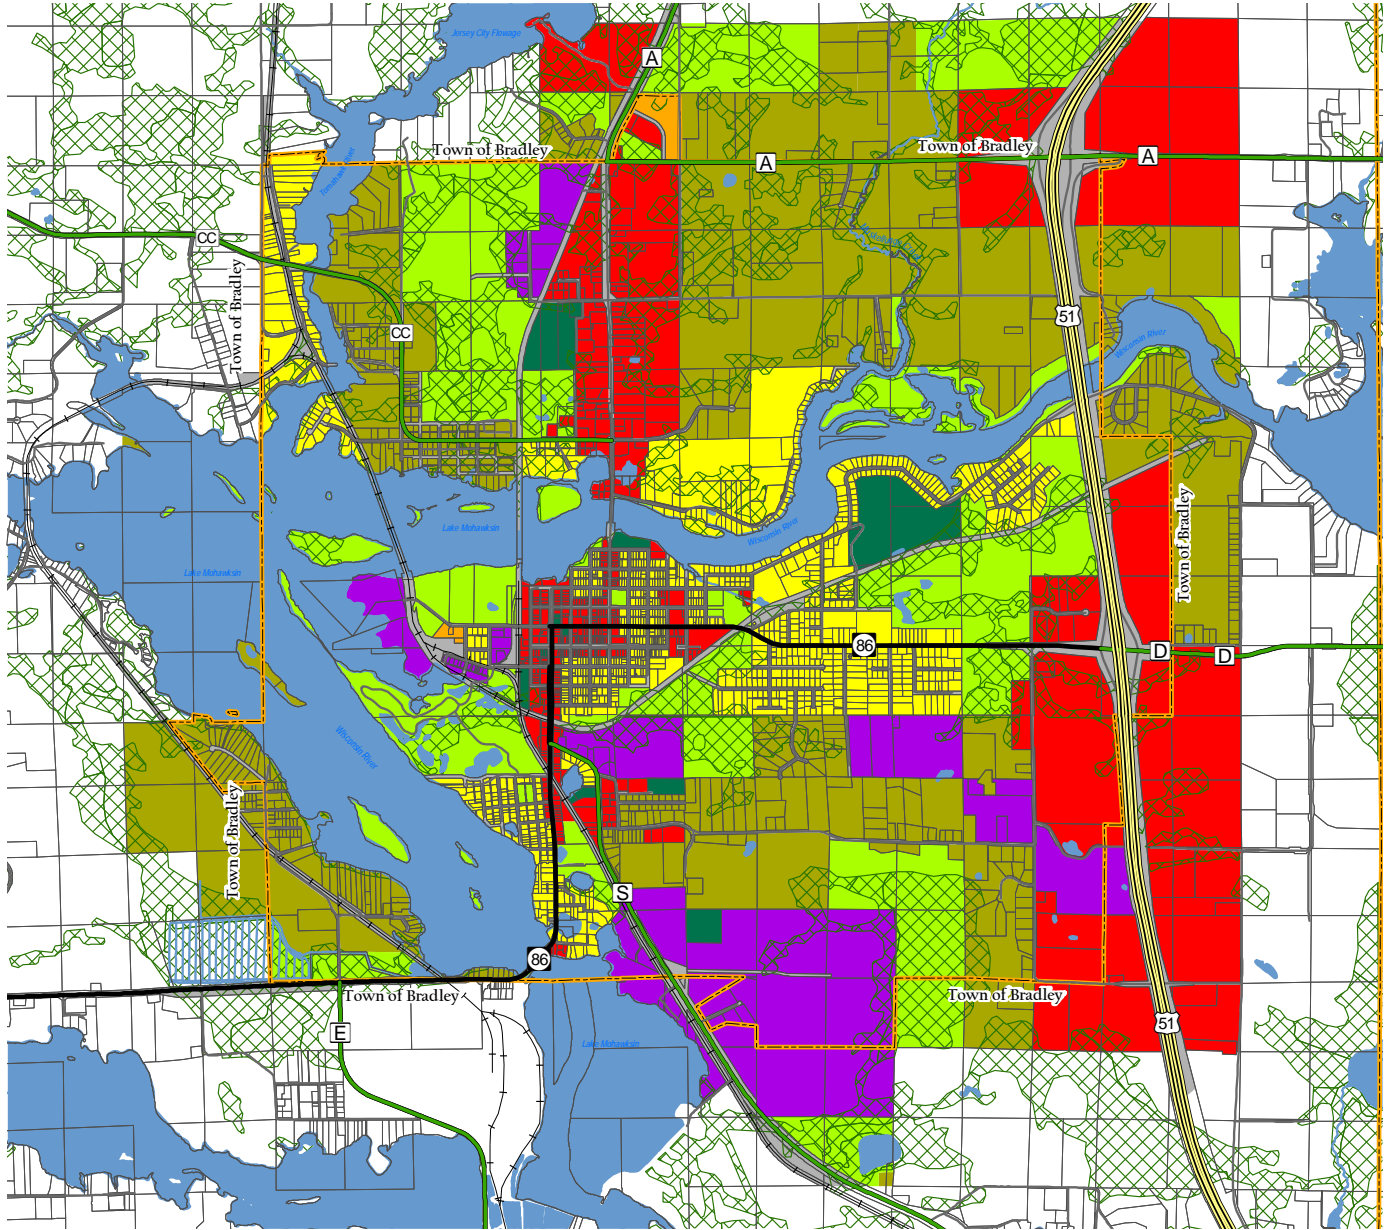 Jersey City Flowage
A
Town of Bradley
Town of Bradley
A
A
Tomahawk River
CC
Town of Bradley
51
CC
Wisconsin River
Lake Mohawksin
Wisconsin River
Town of Bradley
Lake Mohawksin
86
D
D
Wisconsin River
Town of Bradley
S
86
Town of Bradley
Town of Bradley
E
51
Lake Mohawksin